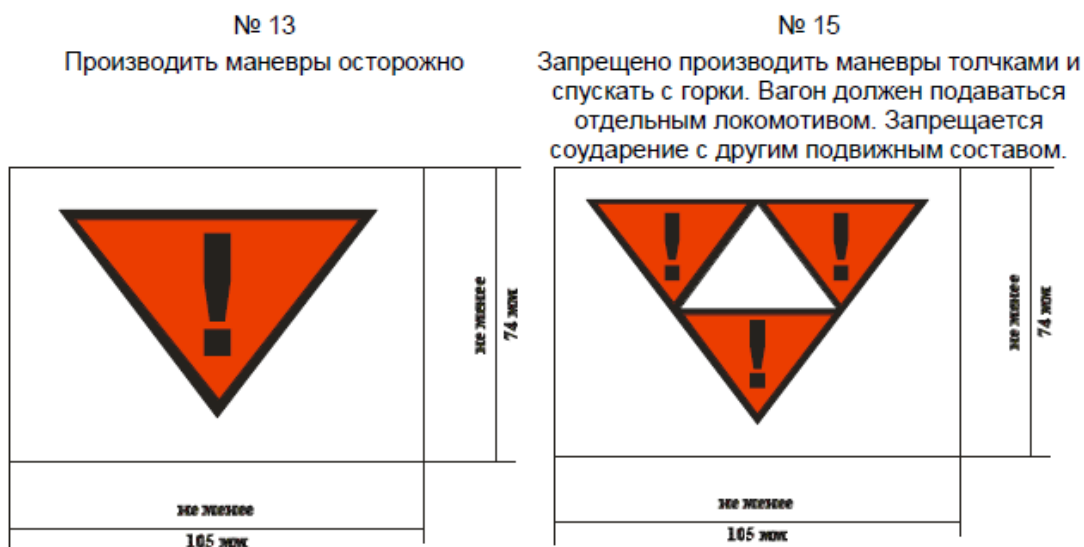 № 13
Производить маневры осторожно
!
не менее
74 мм
не менее
105 мм
№ 15
Запрещено производить маневры толчками и
спускать с горки. Вагон должен подаваться
отдельным локомотивом. Запрещается
соударение с другим подвижным составом.
!
!
!
не менее
74 мм
не менее
105 мм